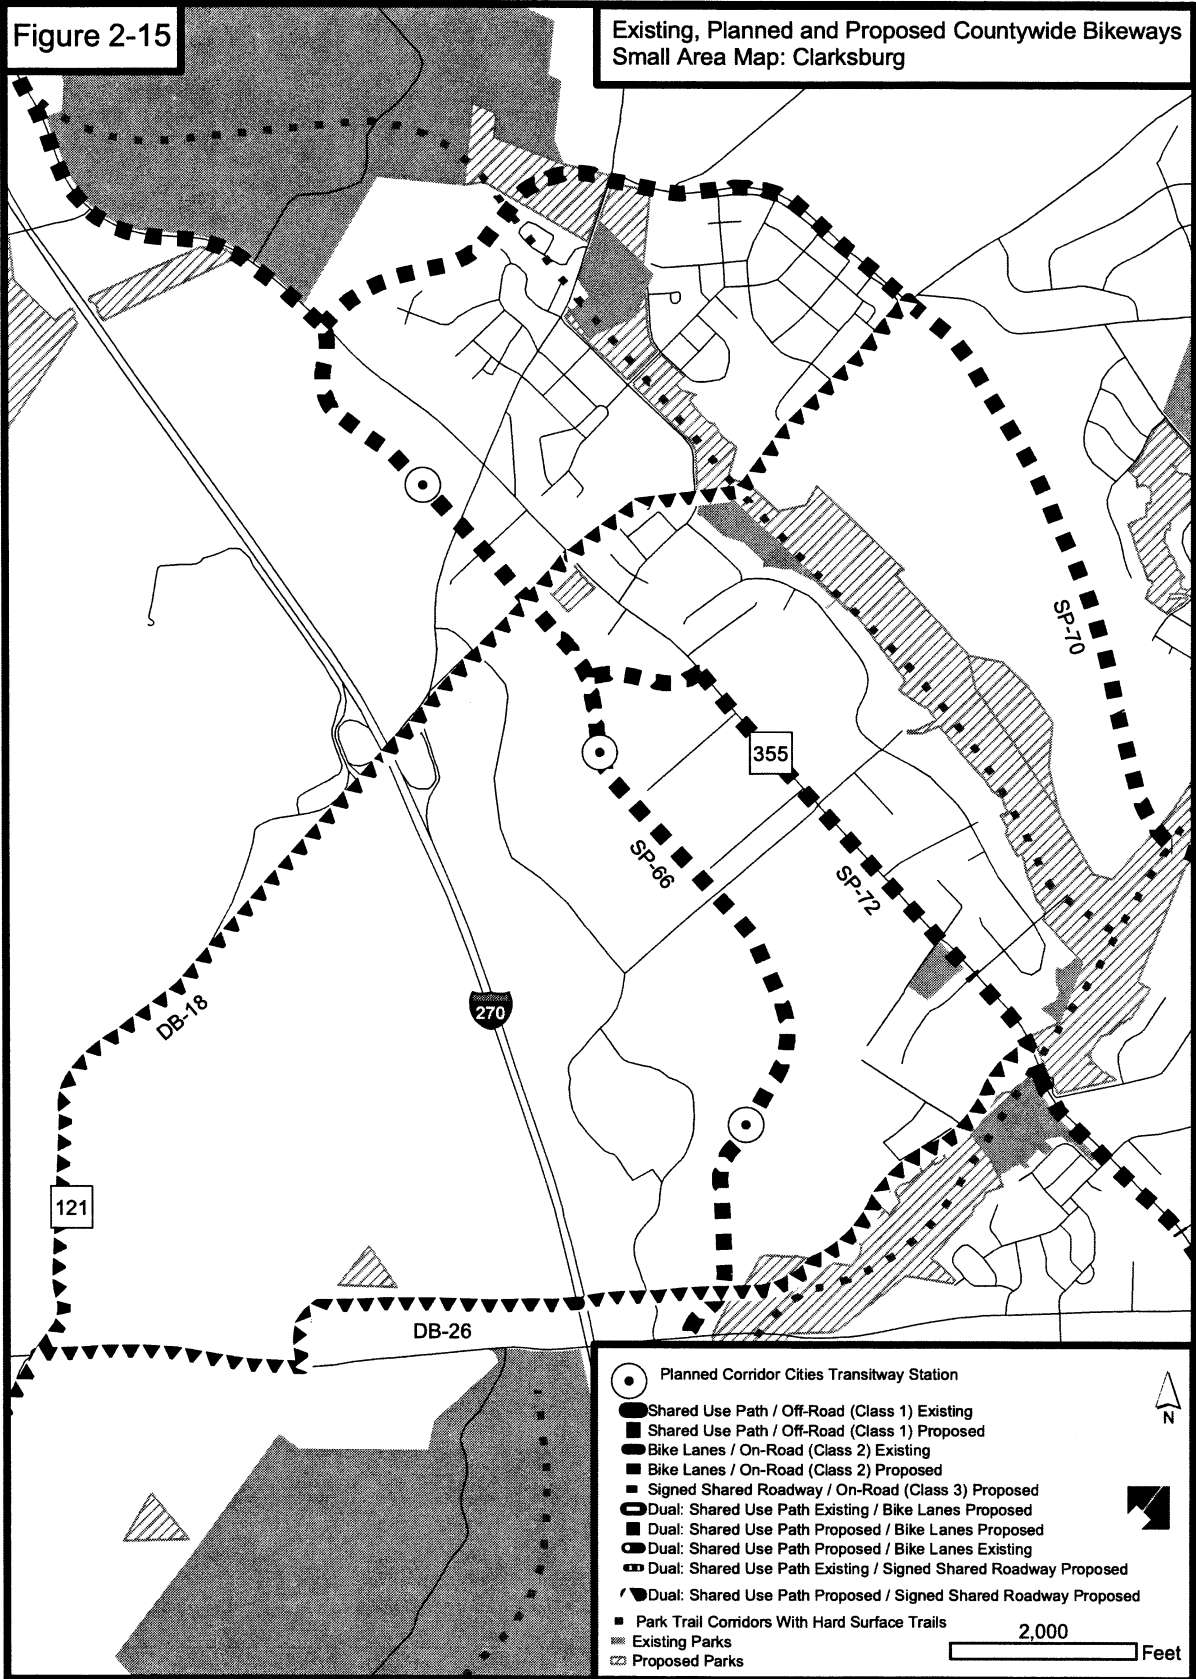 Figure 2-15
Existing, Planned and Proposed Countywide Bikeways
Small Area Map: Clarksburg
SP-70
355
SP-66
SP-72
DB-18
270
121
DB-26
Planned Corridor Cities Transitway Station
Shared Use Path / Off-Road (Class 1) Existing
Shared Use Path / Off-Road (Class 1) Proposed
Bike Lanes / On-Road (Class 2) Existing
Bike Lanes / On-Road (Class 2) Proposed
Signed Shared Roadway / On-Road (Class 3) Proposed
Dual: Shared Use Path Existing / Bike Lanes Proposed
Dual: Shared Use Path Proposed / Bike Lanes Proposed
Dual: Shared Use Path Proposed / Bike Lanes Existing
Dual: Shared Use Path Existing / Signed Shared Roadway Proposed
Dual: Shared Use Path Proposed / Signed Shared Roadway Proposed
Park Trail Corridors With Hard Surface Trails
Existing Parks
Proposed Parks
N
2,000
Feet